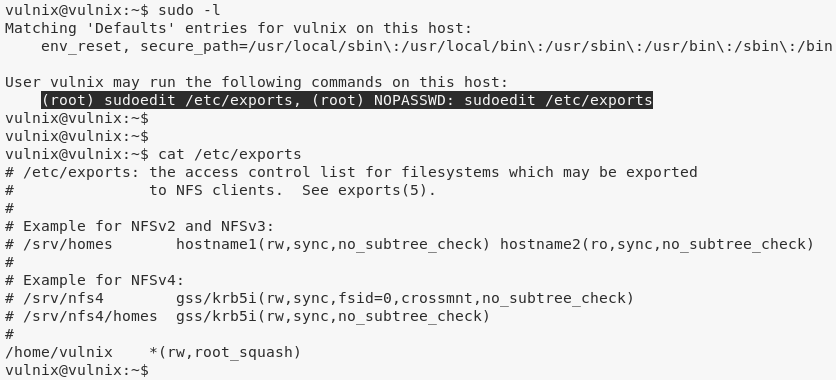 vulnix@vulnix:~$ sudo -l
Matching 'Defaults' entries for vulnix on this host:
    env_reset, secure_path=/usr/local/sbin\:/usr/local/bin\:/usr/sbin\:/usr/bin\:/sbin\:/bin

User vulnix may run the following commands on this host:
    (root) sudoedit /etc/exports, (root) NOPASSWD: sudoedit /etc/exports
vulnix@vulnix:~$
vulnix@vulnix:~$
vulnix@vulnix:~$ cat /etc/exports
# /etc/exports: the access control list for filesystems which may be exported
#               to NFS clients.  See exports(5).
#
# Example for NFSv2 and NFSv3:
# /srv/homes       hostname1(rw,sync,no_subtree_check) hostname2(ro,sync,no_subtree_check)
#
# Example for NFSv4:
# /srv/nfs4        gss/krb5i(rw,sync,fsid=0,crossmnt,no_subtree_check)
# /srv/nfs4/homes  gss/krb5i(rw,sync,no_subtree_check)
#
/home/vulnix    *(rw,root_squash)
vulnix@vulnix:~$